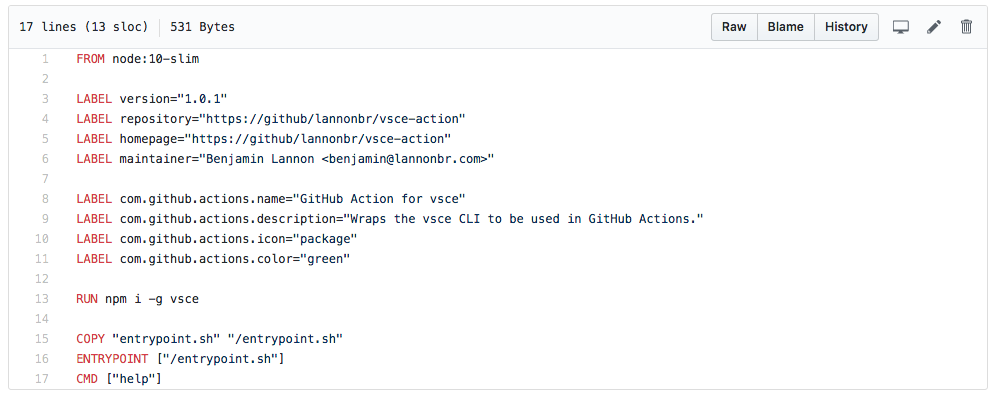 17 lines (13 sloc) 531 Bytes Raw Blame History
1 FROM node:10-slim
2
3 LABEL version="1.0.1"
4 LABEL repository="https://github/lannonbr/vsce-action"
5 LABEL homepage="https://github/lannonbr/vsce-action"
6 LABEL maintainer="Benjamin Lannon <benjamin@lannonbr.com>"
7
8 LABEL com.github.actions.name="GitHub Action for vsce"
9 LABEL com.github.actions.description="Wraps the vsce CLI to be used in GitHub Actions."
10 LABEL com.github.actions.icon="package"
11 LABEL com.github.actions.color="green"
12
13 RUN npm i -g vsce
14
15 COPY "entrypoint.sh" "/entrypoint.sh"
16 ENTRYPOINT ["/entrypoint.sh"]
17 CMD ["help"]